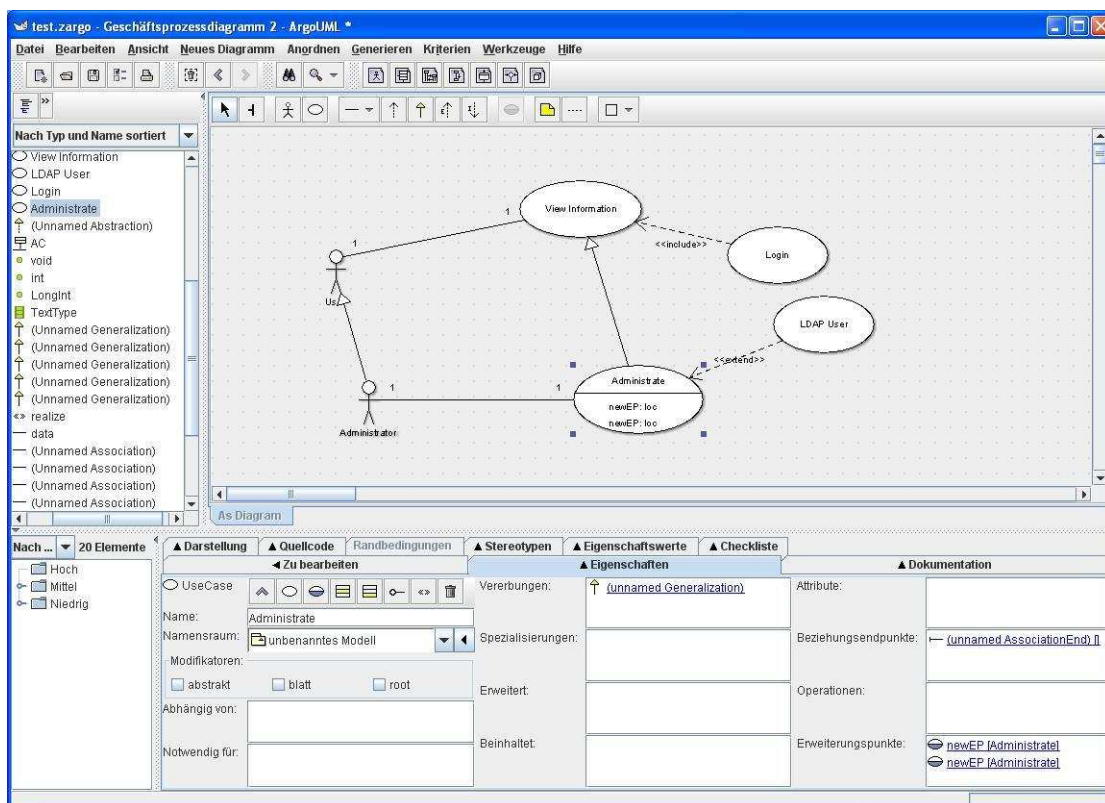 test.zargo - Geschäftsprozessdiagramm 2 - ArgoUML *
Datei Bearbeiten Ansicht Neues Diagramm Anordnen Generieren Kriterien Werkzeuge Hilfe
Nach Typ und Name sortiert
View Information
LDAP User
Login
Administrate
(Unnamed Abstraction)
AC
void
int
LongInt
TextType
(Unnamed Generalization)
(Unnamed Generalization)
(Unnamed Generalization)
(Unnamed Generalization)
(Unnamed Generalization)
realize
data
(Unnamed Association)
(Unnamed Association)
(Unnamed Association)
(Unnamed Association)
View Information
1
1
<<include>>
Login
Us
LDAP User
<<extend>>
Administrate
1
1
newEP: loc
newEP: loc
Administrator
As Diagram
Nach ... 20 Elemente
Hoch
Mittel
Niedrig
Darstellung Quellcode Randbedingungen Stereotypen Eigenschaftswerte Checkliste
Zu bearbeiten Eigenschaften Dokumentation
UseCase
Name: Administrate
Namensraum: unbenanntes Modell
Modifikatoren:
abstrakt blatt root
Abhängig von:
Notwendig für:
Vererbungen: (unnamed Generalization)
Spezialisierungen:
Erweitert:
Beinhaltet:
Attribute:
Beziehungsendpunkte: (unnamed AssociationEnd) []
Operationen:
Erweiterungspunkte: newEP [Administrate]
newEP [Administrate]